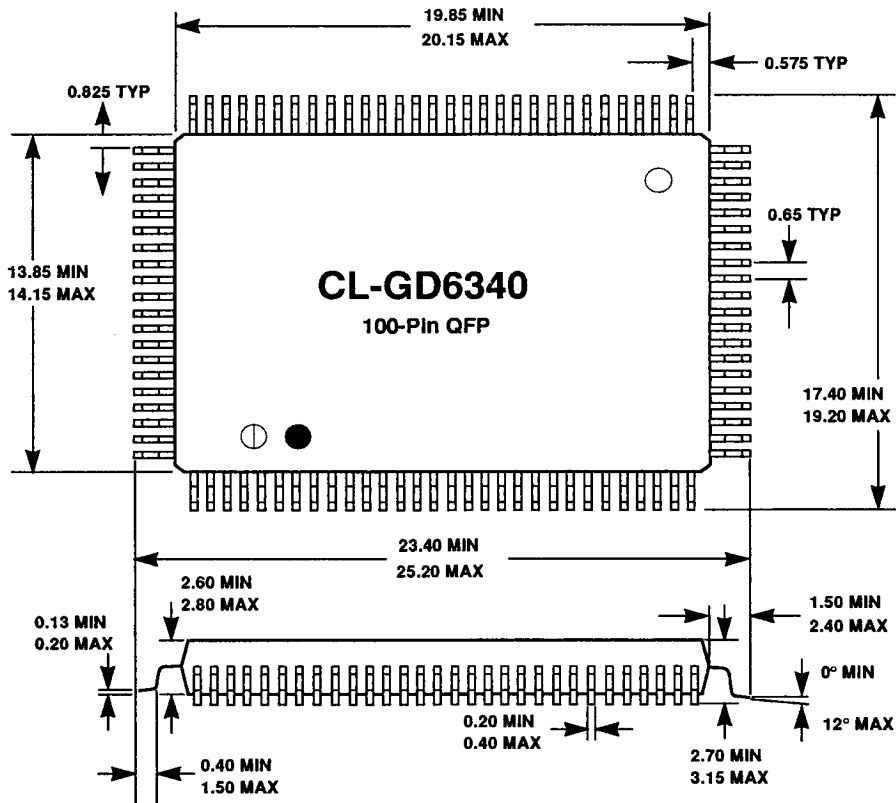 19.85 MIN
20.15 MAX
0.575 TYP
0.825 TYP
0.65 TYP
13.85 MIN
14.15 MAX
CL-GD6340
100-Pin QFP
17.40 MIN
19.20 MAX
23.40 MIN
25.20 MAX
2.60 MIN
2.80 MAX
0.13 MIN
0.20 MAX
1.50 MIN
2.40 MAX
0° MIN
12° MAX
0.20 MIN
0.40 MAX
2.70 MIN
3.15 MAX
0.40 MIN
1.50 MAX